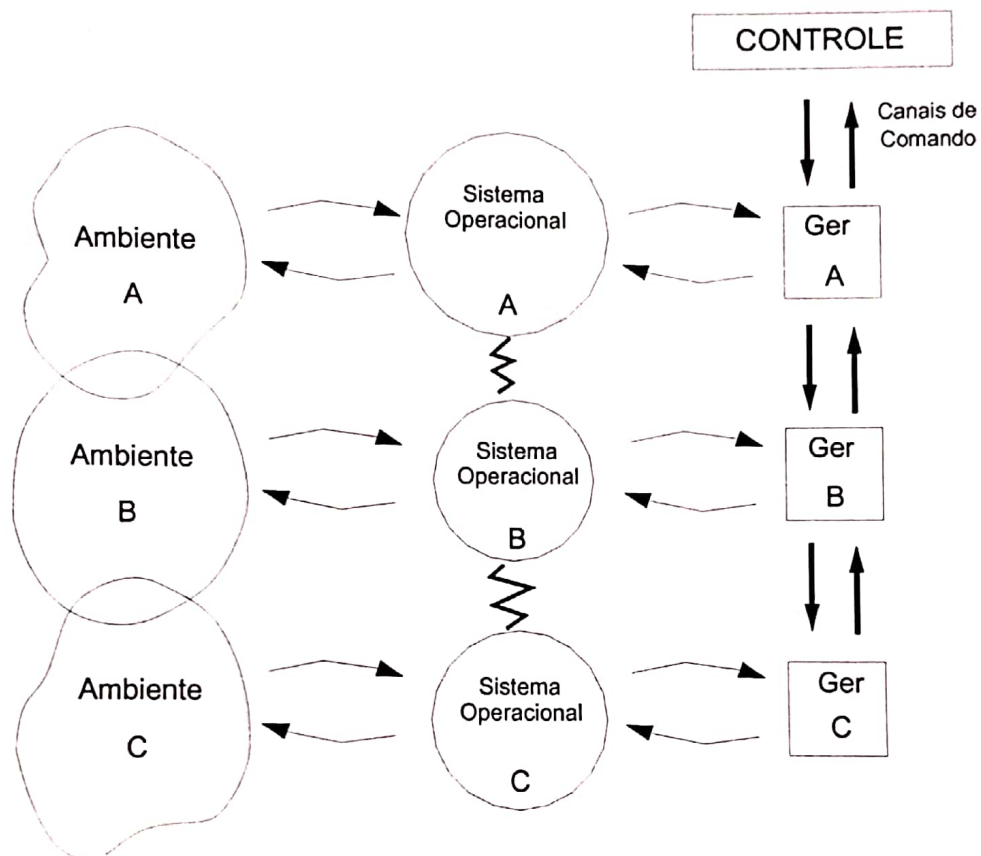 CONTROLE
Canais de
Comando
Ambiente
A
Sistema
Operacional
A
Ger
A
Ambiente
B
Sistema
Operacional
B
Ger
B
Ambiente
C
Sistema
Operacional
C
Ger
C